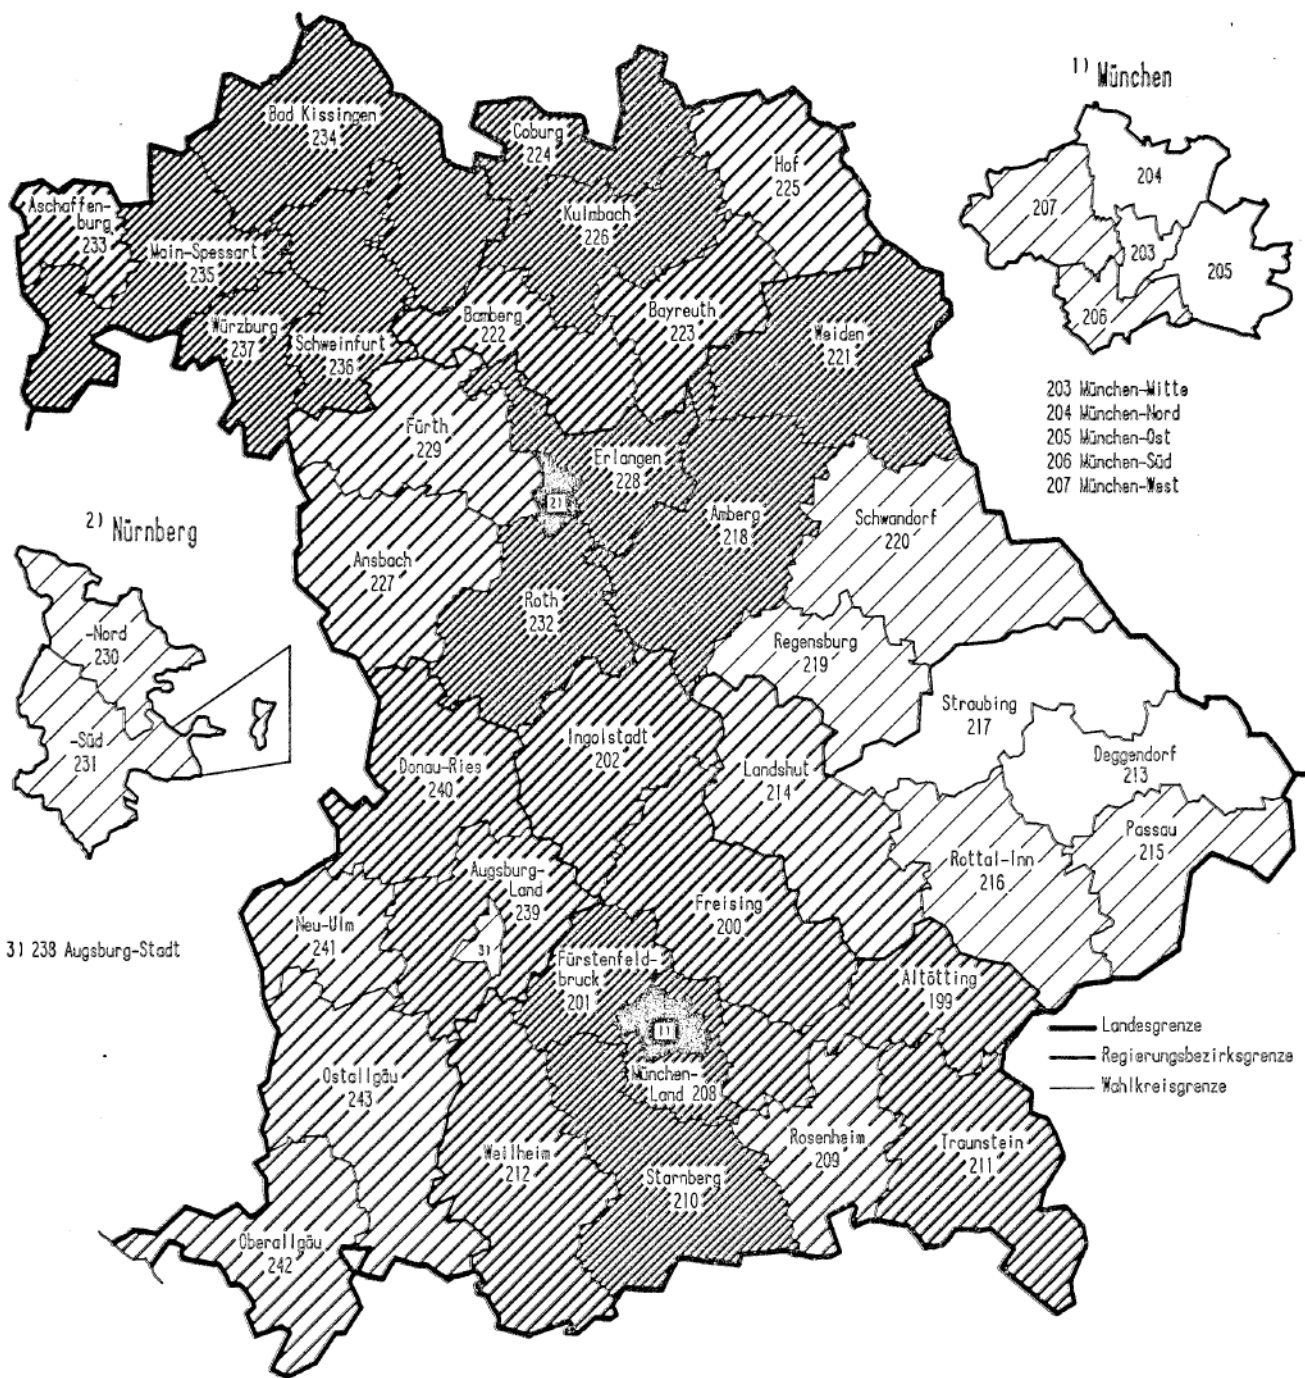 1) München
204
207
203
205
206
203 München-Mitte
204 München-Nord
205 München-Ost
206 München-Süd
207 München-West
Bad Kissingen
234
Coburg
224
Hof
225
Aschaffen-
burg
233
Kulmbach
226
Main-Spessart
235
Würzburg
237
Schweinfurt
236
Bamberg
222
Bayreuth
223
Weiden
221
Fürth
229
Erlangen
228
2)
Amberg
218
Schwandorf
220
2) Nürnberg
-Nord
230
-Süd
231
Ansbach
227
Roth
232
Regensburg
219
Straubing
217
Deggendorf
213
Ingolstadt
202
Donau-Ries
240
Landshut
214
Passau
215
Rottal-Inn
216
Augsburg-
Land
239
3)
Neu-Ulm
241
3) 238 Augsburg-Stadt
Freising
200
Fürstenfeld-
bruck
201
1)
Altötting
199
München-
Land 208
Ostallgäu
243
Rosenheim
209
Traunstein
211
Weilheim
212
Starnberg
210
Oberallgäu
242
Landesgrenze
Regierungsbezirksgrenze
Wahlkreisgrenze